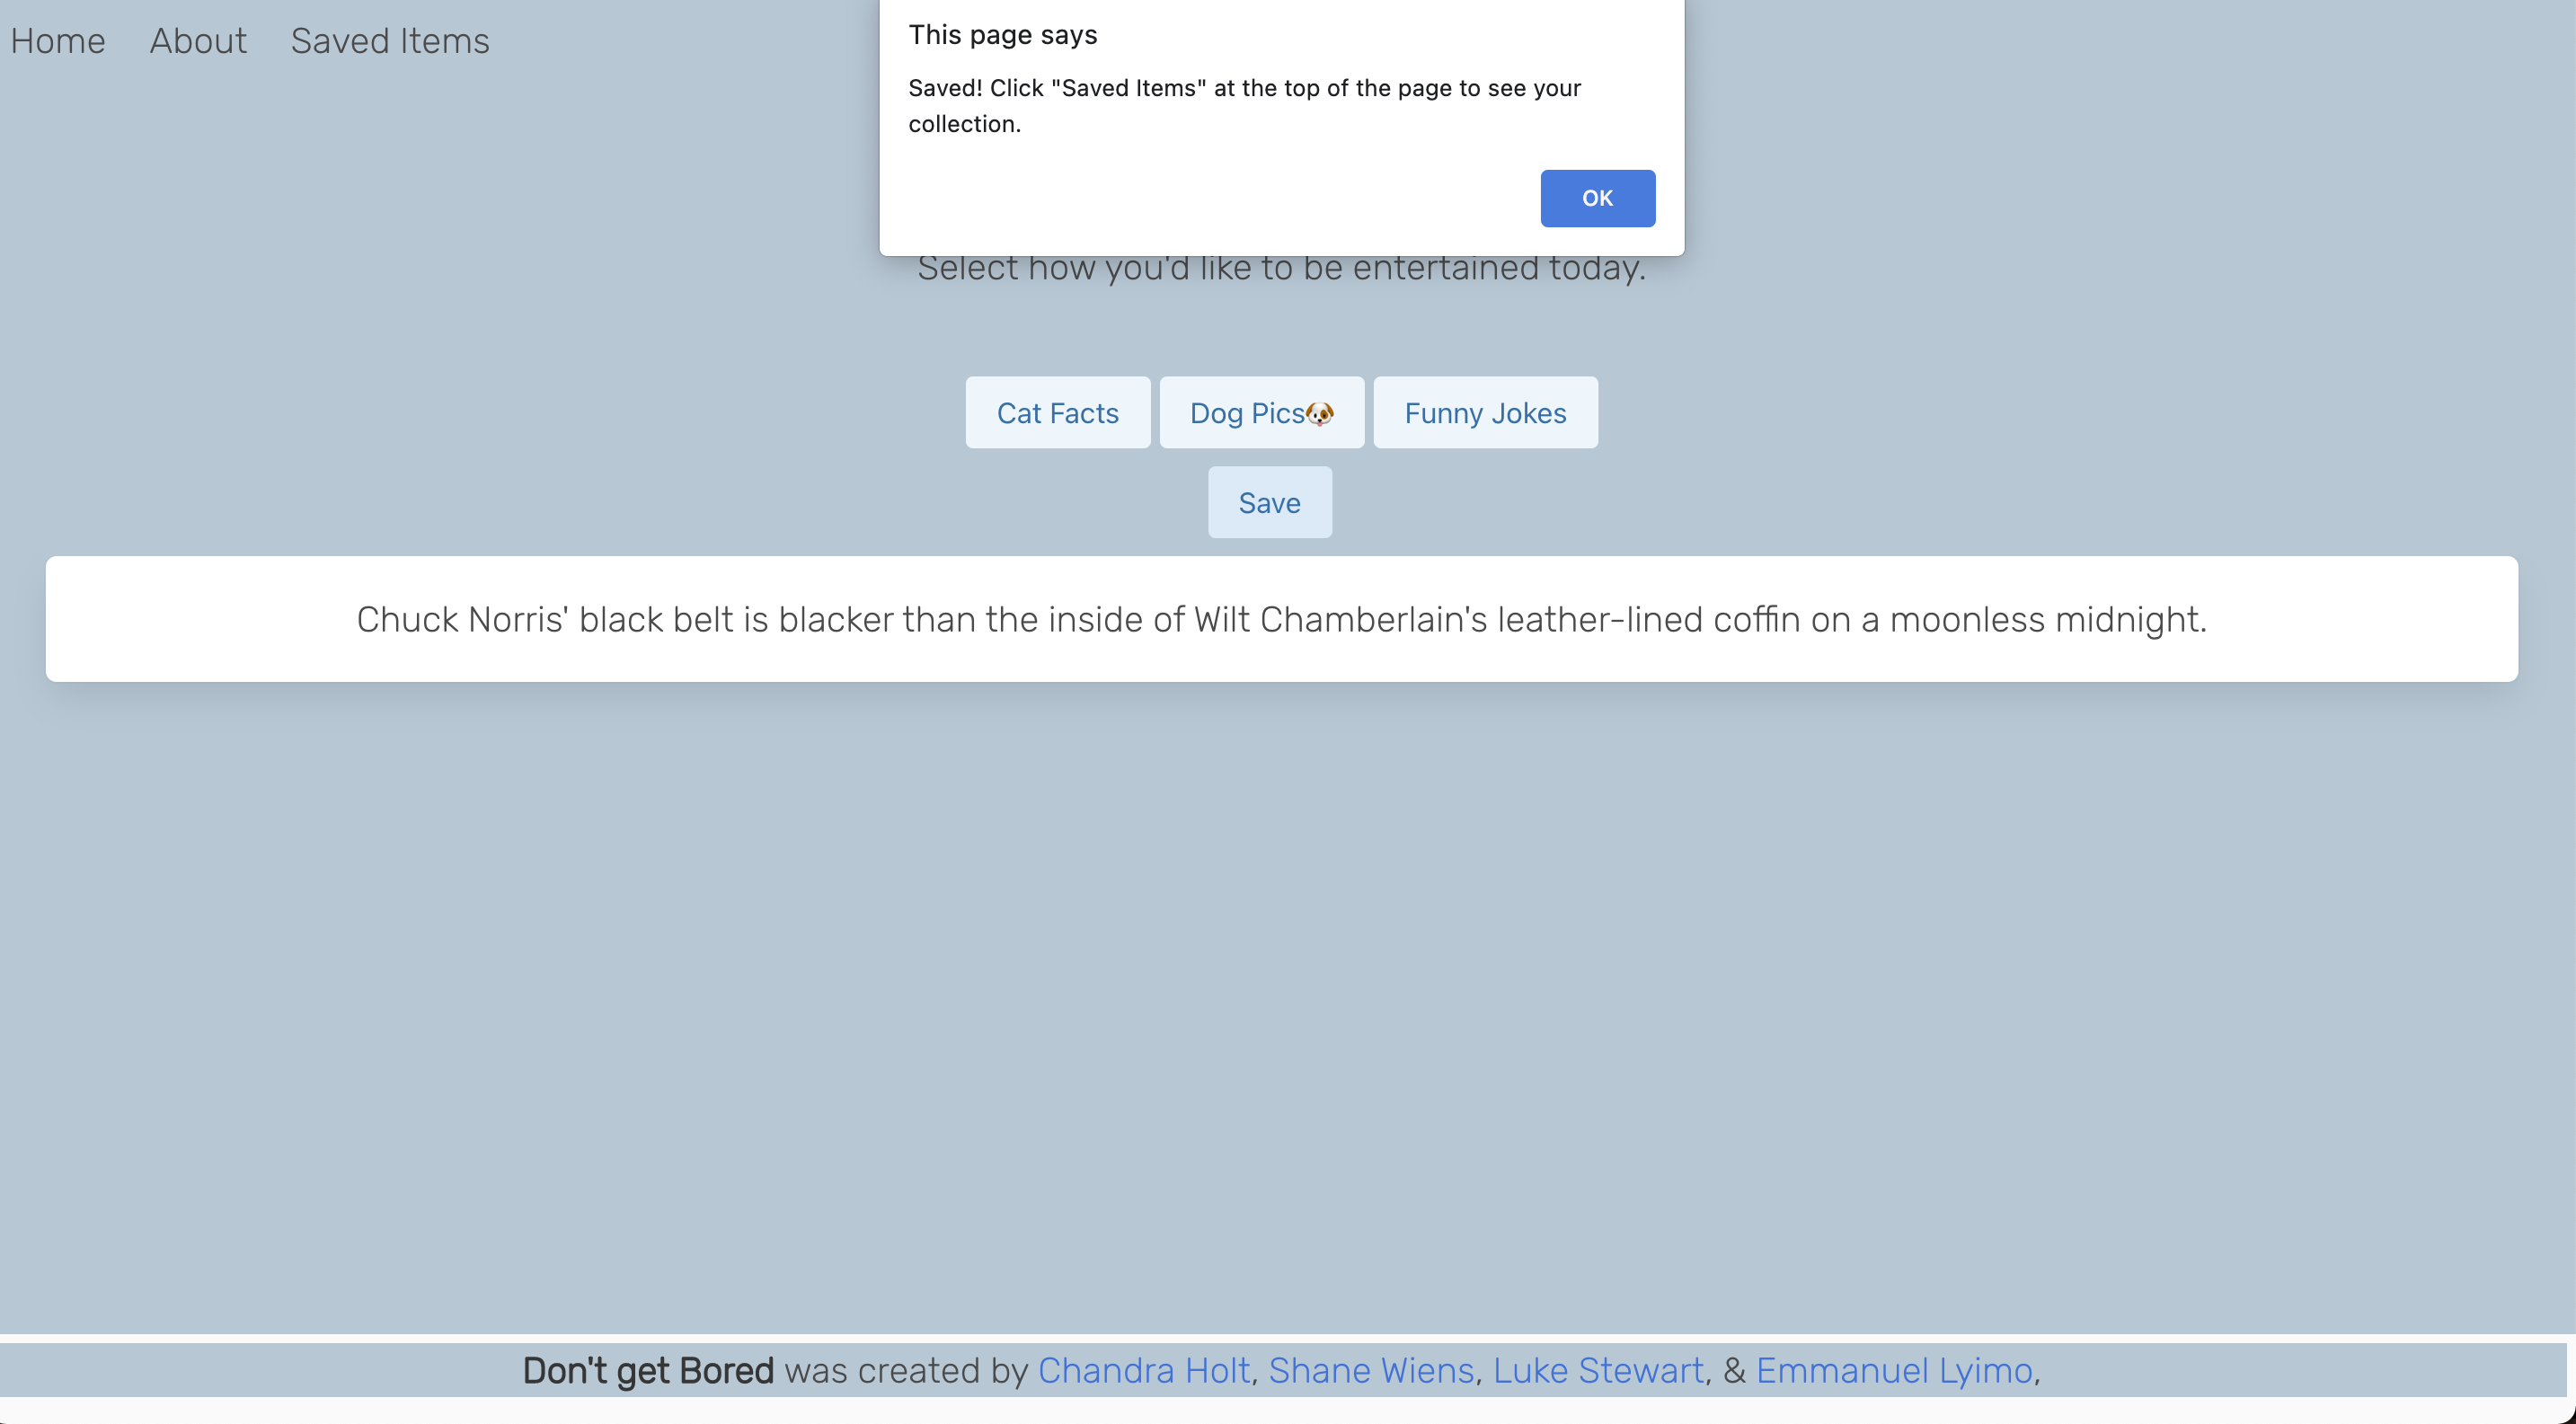 Home About Saved Items
This page says
Saved! Click "Saved Items" at the top of the page to see your
collection.
OK
Select how you'd like to be entertained today.
Cat Facts Dog Pics🐶 Funny Jokes
Save
Chuck Norris' black belt is blacker than the inside of Wilt Chamberlain's leather-lined coffin on a moonless midnight.
Don't get Bored was created by Chandra Holt, Shane Wiens, Luke Stewart, & Emmanuel Lyimo,